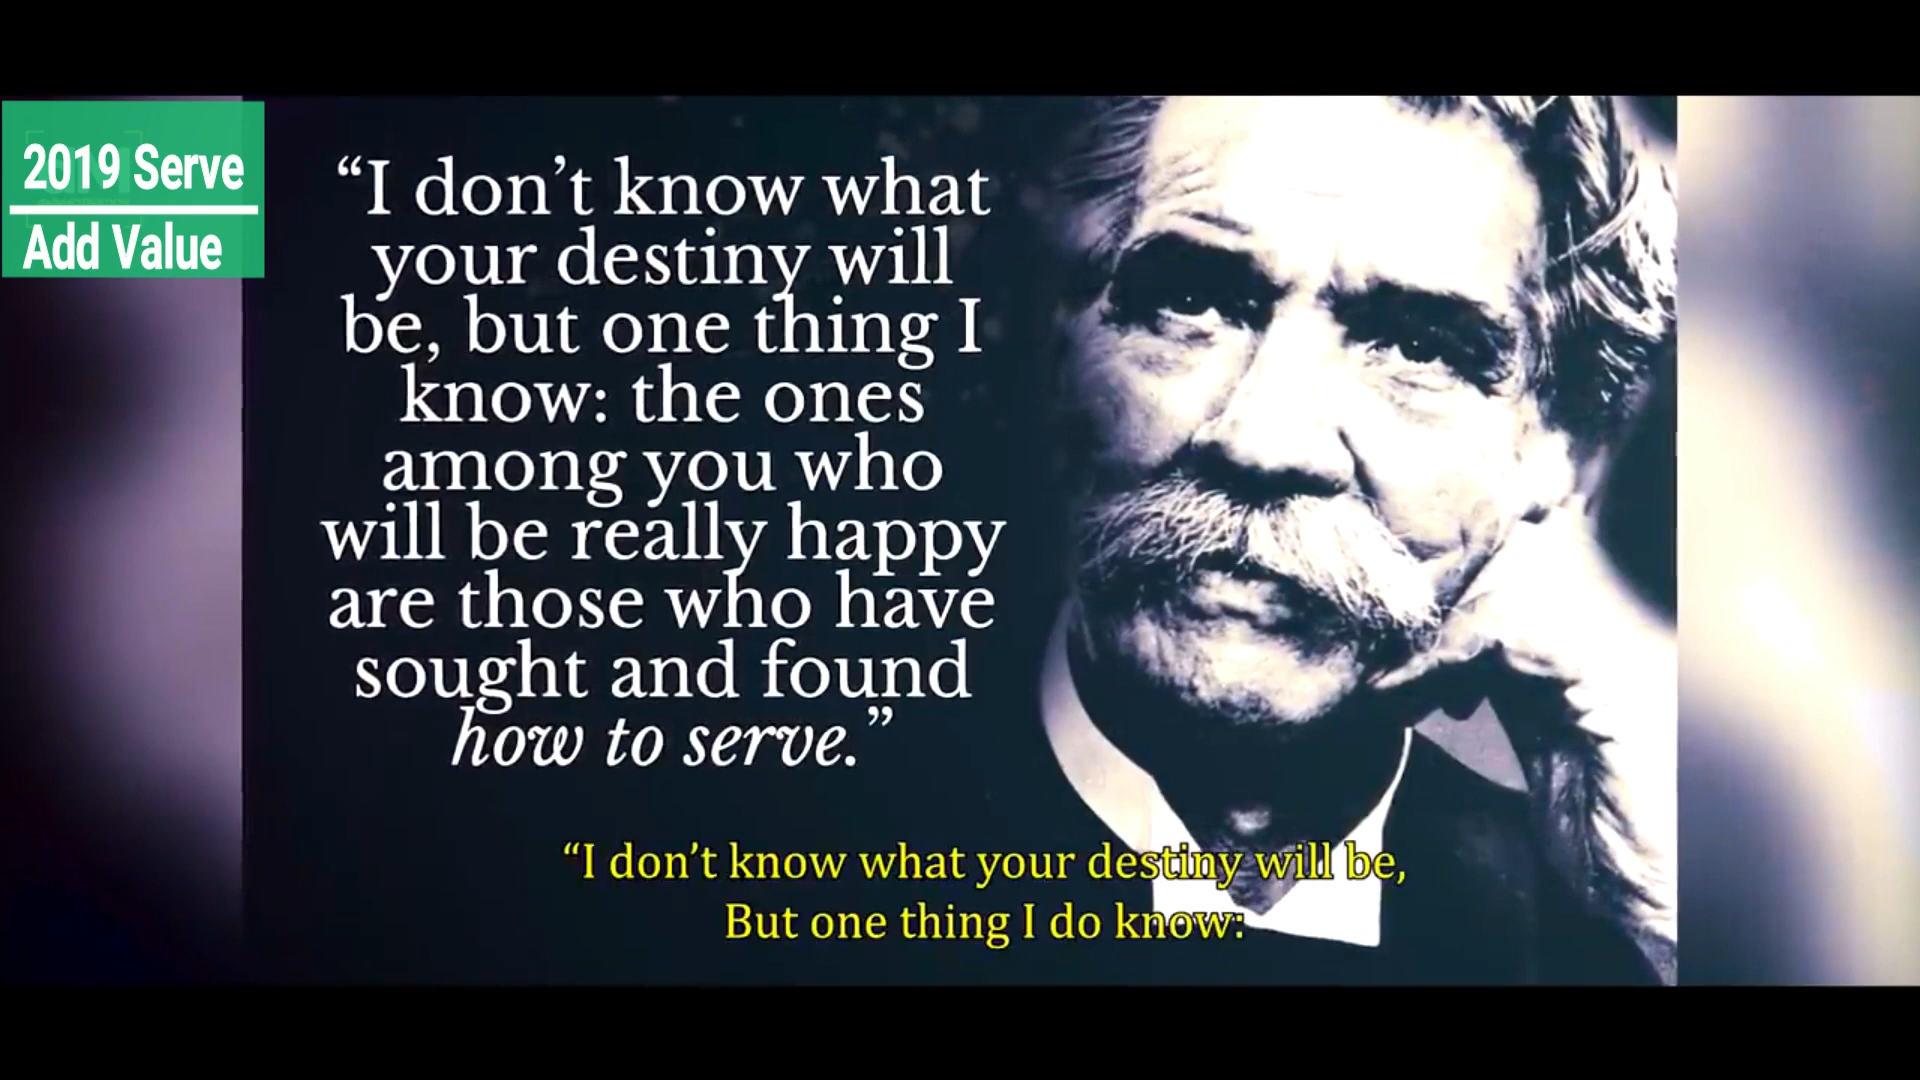 2019 Serve
Add Value
“I don’t know what
your destiny will
be, but one thing I
know: the ones
among you who
will be really happy
are those who have
sought and found
how to serve.”
“I don’t know what your destiny will be,
But one thing I do know: